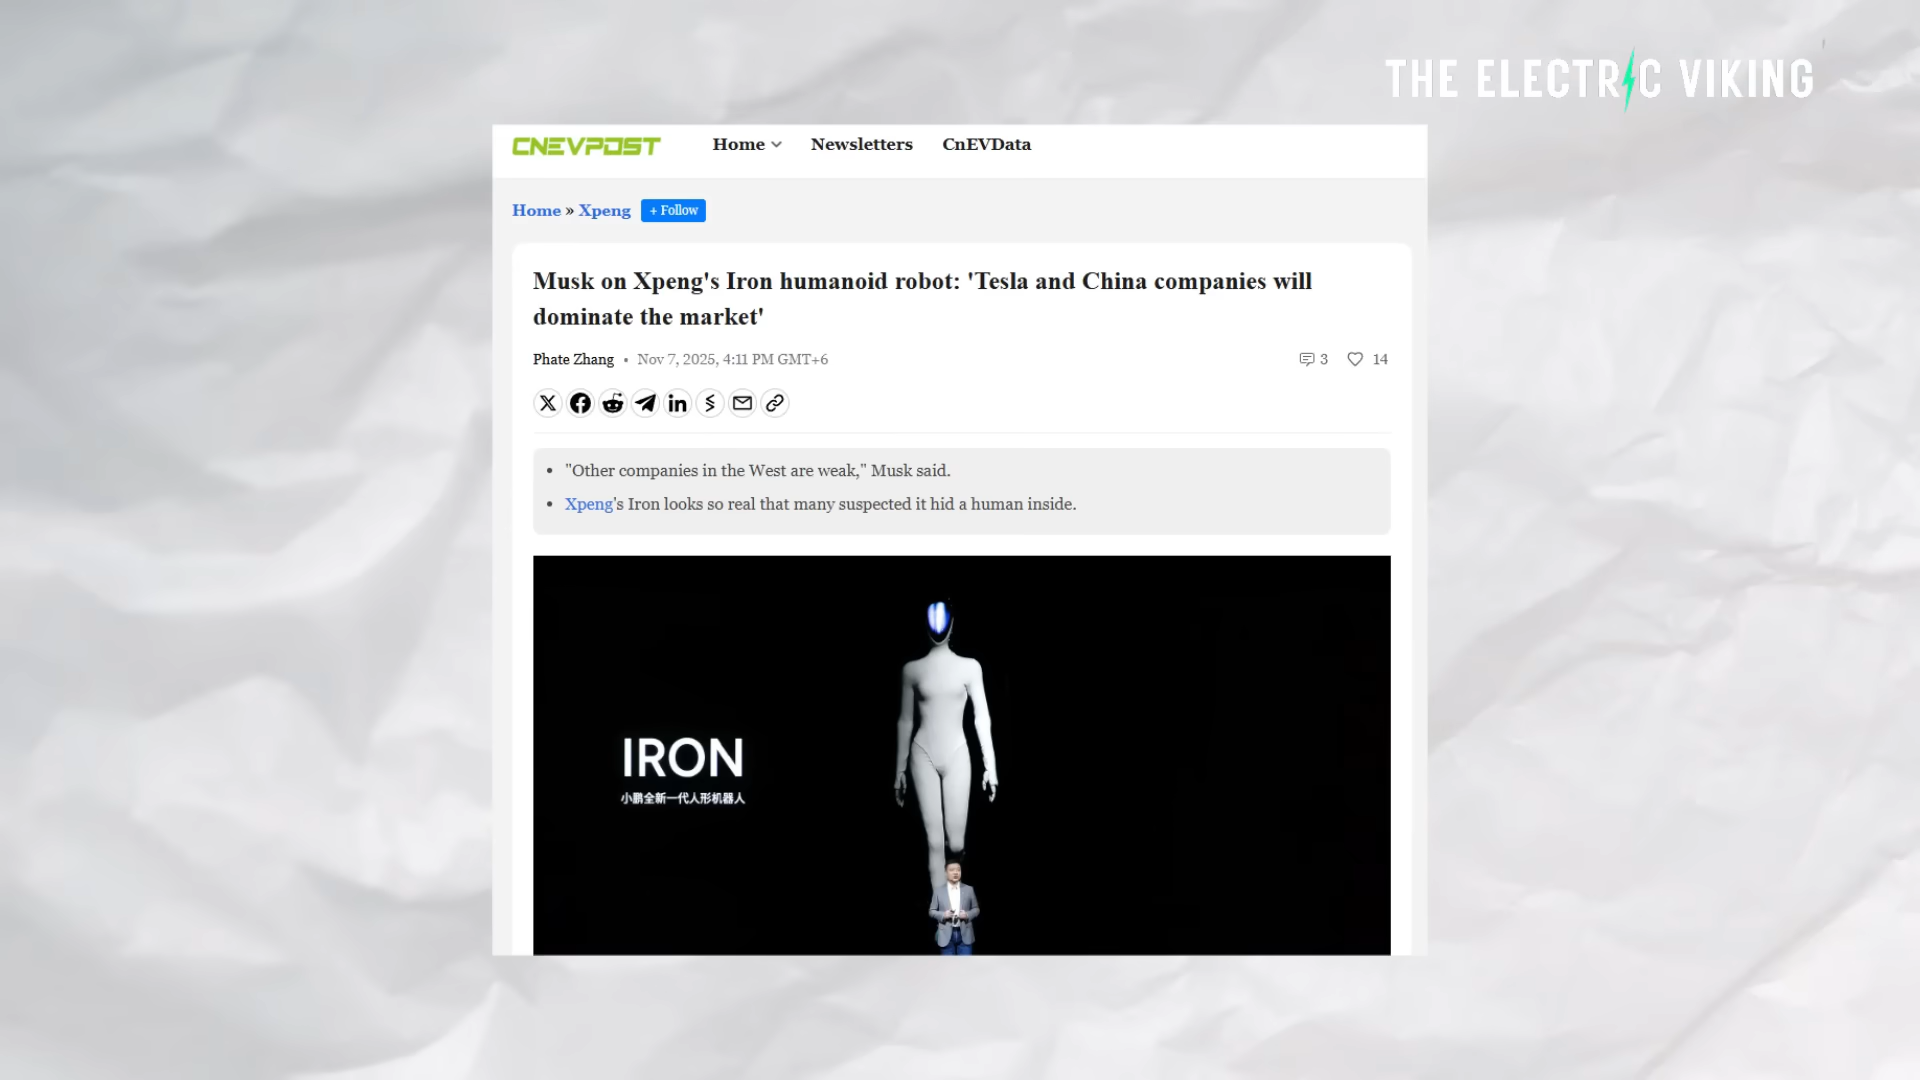 THE ELECTRIC VIKING
CNEVPOST
Home
Newsletters
CnEVData
Home » Xpeng
+ Follow
Musk on Xpeng's Iron humanoid robot: 'Tesla and China companies will
dominate the market'
Phate Zhang • Nov 7, 2025, 4:11 PM GMT+6
3
14
• "Other companies in the West are weak," Musk said.
• Xpeng's Iron looks so real that many suspected it hid a human inside.
IRON
小鹏全新一代人形机器人